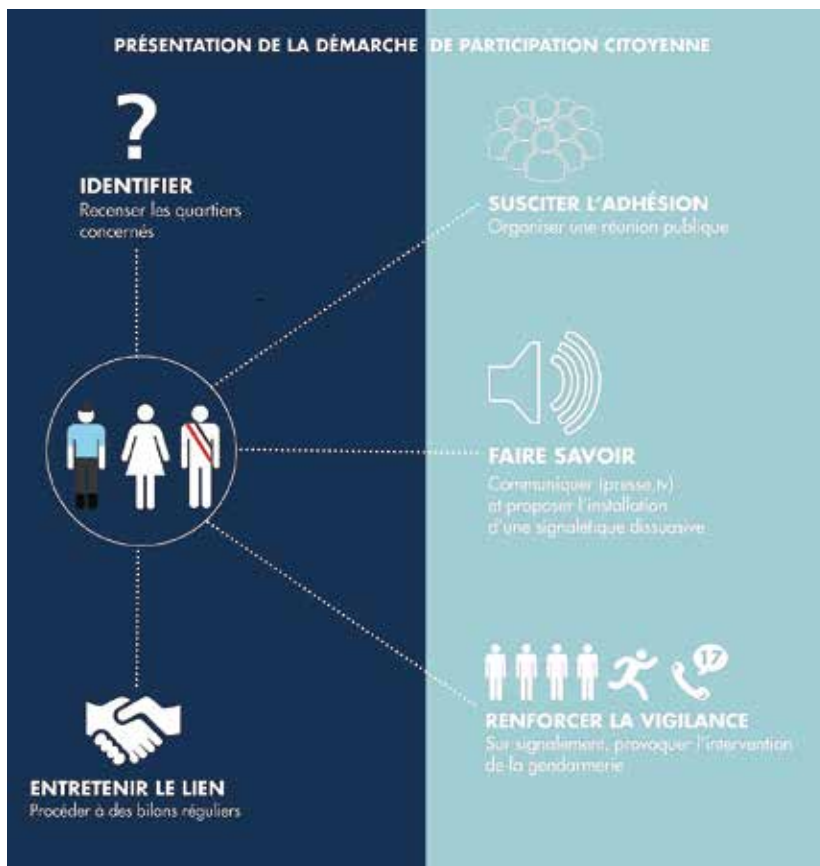 PRÉSENTATION DE LA DÉMARCHE DE PARTICIPATION CITOYENNE
?
IDENTIFIER
Recenser les quartiers
concernés
SUSCITER L'ADHÉSION
Organiser une réunion publique
FAIRE SAVOIR
Communiquer (presse,tv)
et proposer l'installation
d'une signalétique dissuasive
17
RENFORCER LA VIGILANCE
Sur signalement, provoquer l'intervention
de la gendarmerie
ENTRETENIR LE LIEN
Procéder à des bilans réguliers